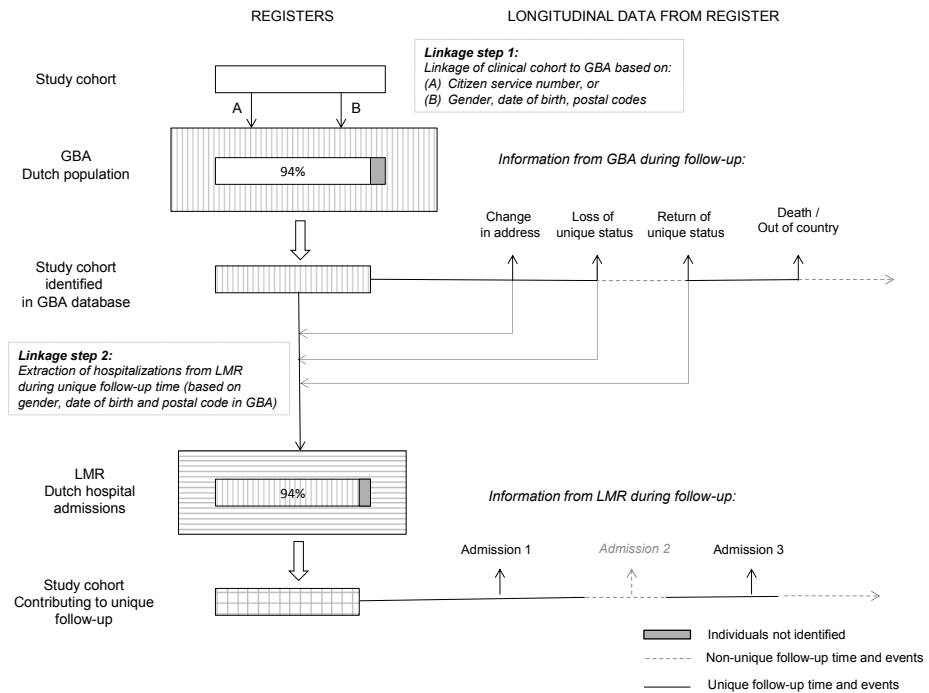 REGISTERS
LONGITUDINAL DATA FROM REGISTER
Linkage step 1:
Linkage of clinical cohort to GBA based on:
(A) Citizen service number, or
(B) Gender, date of birth, postal codes
Study cohort
A
B
GBA
Dutch population
94%
Information from GBA during follow-up:
Change
in address
Loss of
unique status
Return of
unique status
Death /
Out of country
Study cohort
identified
in GBA database
Linkage step 2:
Extraction of hospitalizations from LMR
during unique follow-up time (based on
gender, date of birth and postal code in GBA)
LMR
Dutch hospital
admissions
94%
Information from LMR during follow-up:
Admission 1
Admission 2
Admission 3
Study cohort
Contributing to unique
follow-up
Individuals not identified
Non-unique follow-up time and events
Unique follow-up time and events